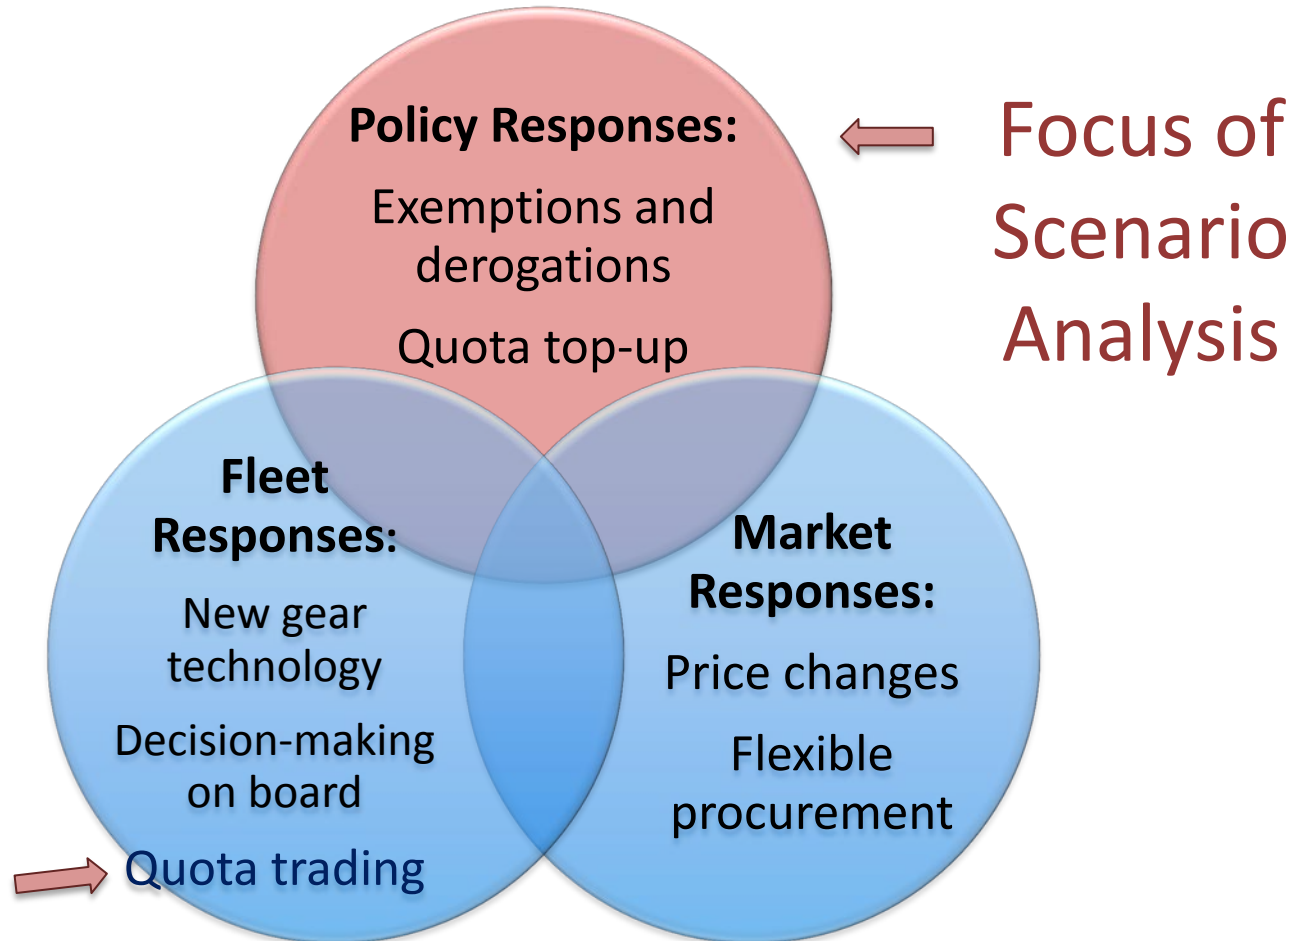 Policy Responses:
Exemptions and
derogations
Quota top-up
Focus of
Scenario
Analysis
Fleet
Responses:
New gear
technology
Decision-making
on board
Quota trading
Market
Responses:
Price changes
Flexible
procurement